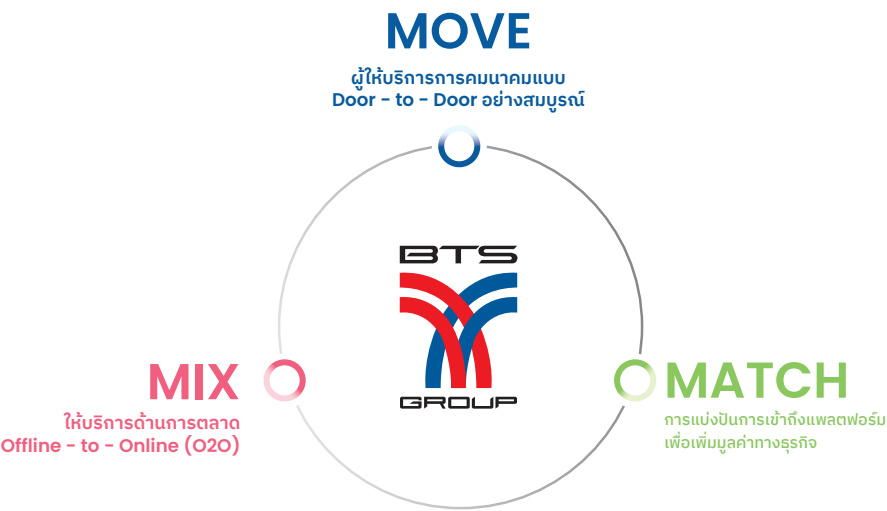 MOVE
ผู้ให้บริการการคมนาคมแบบ
Door - to - Door อย่างสมบูรณ์
BTS
GROUP
MIX
ให้บริการด้านการตลาด
Offline - to - Online (O2O)
MATCH
การแบ่งปันการเข้าถึงแพลตฟอร์ม
เพื่อเพิ่มมูลค่าทางธุรกิจ